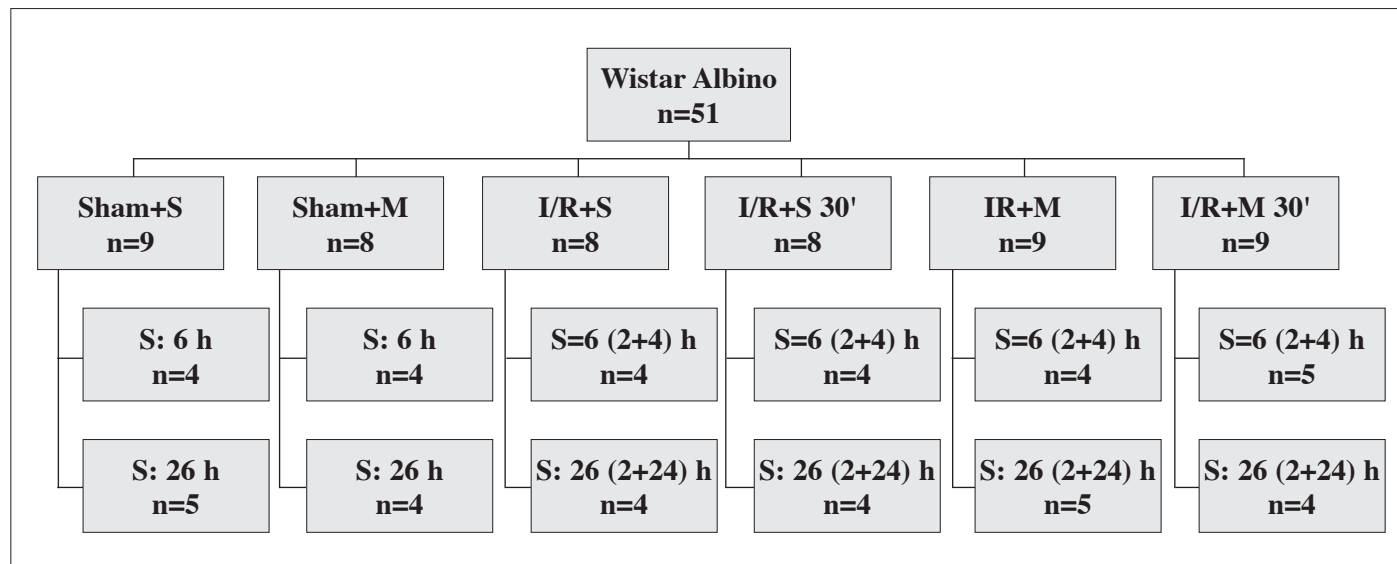 Wistar Albino
n=51
Sham+S
n=9
Sham+M
n=8
I/R+S
n=8
I/R+S 30'
n=8
IR+M
n=9
I/R+M 30'
n=9
S: 6 h
n=4
S: 6 h
n=4
S=6 (2+4) h
n=4
S=6 (2+4) h
n=4
S=6 (2+4) h
n=4
S=6 (2+4) h
n=5
S: 26 h
n=5
S: 26 h
n=4
S: 26 (2+24) h
n=4
S: 26 (2+24) h
n=4
S: 26 (2+24) h
n=5
S: 26 (2+24) h
n=4